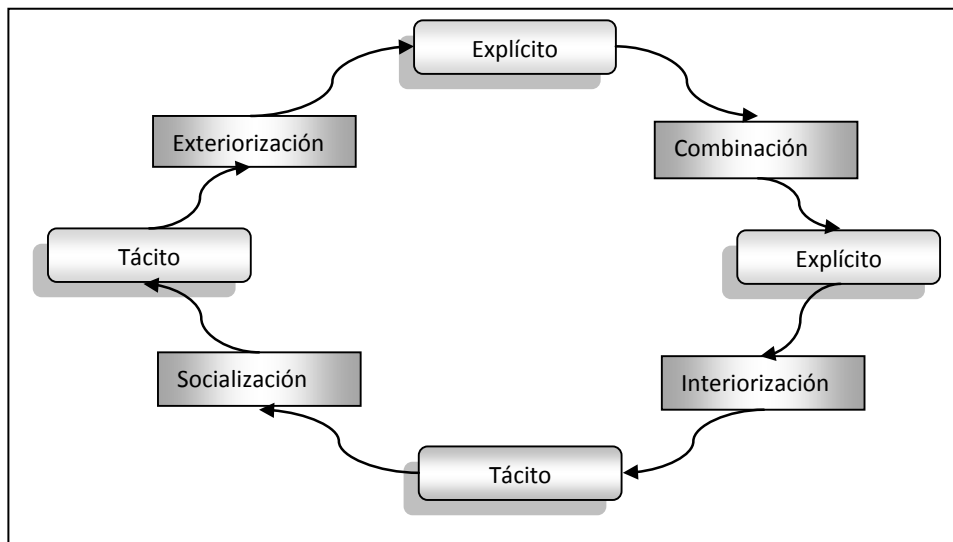 Explícito
Exteriorización
Combinación
Tácito
Explícito
Socialización
Interiorización
Tácito